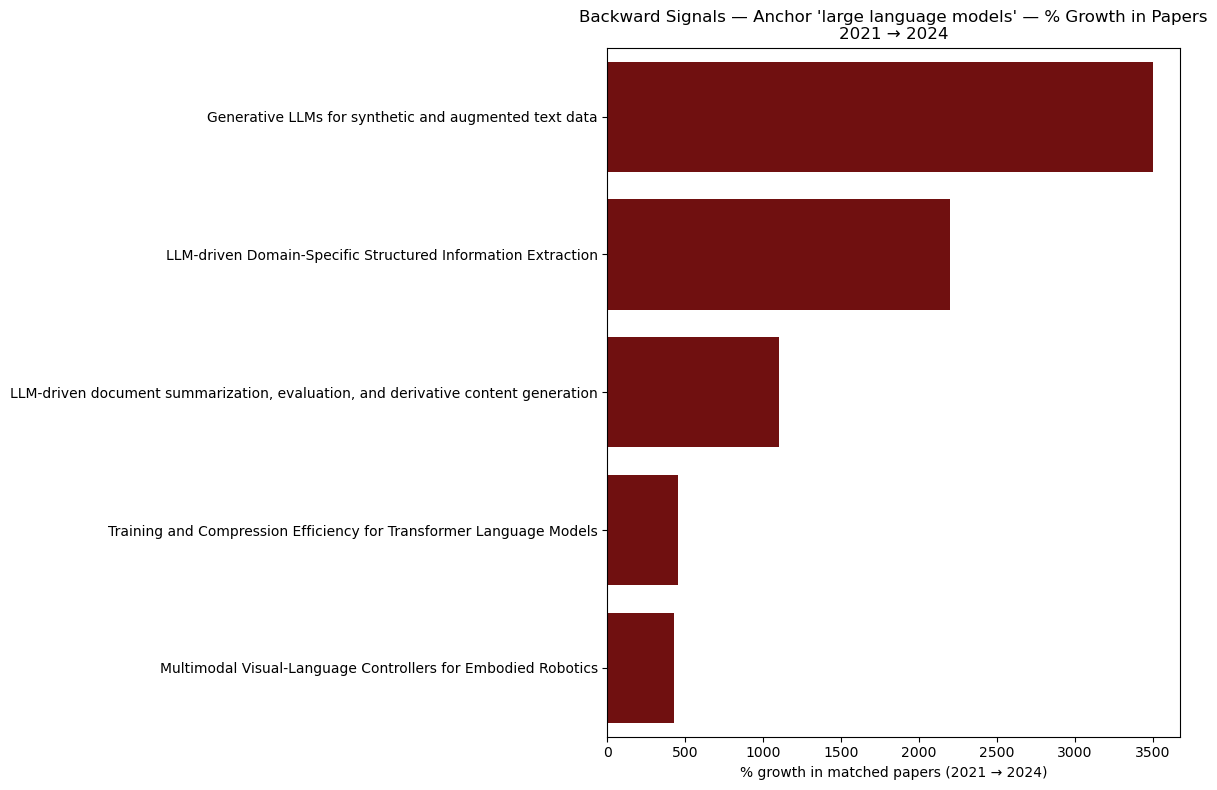 Backward Signals — Anchor 'large language models' — % Growth in Papers
2021 → 2024
Generative LLMs for synthetic and augmented text data
LLM-driven Domain-Specific Structured Information Extraction
LLM-driven document summarization, evaluation, and derivative content generation
Training and Compression Efficiency for Transformer Language Models
Multimodal Visual-Language Controllers for Embodied Robotics
0 500 1000 1500 2000 2500 3000 3500
% growth in matched papers (2021 → 2024)